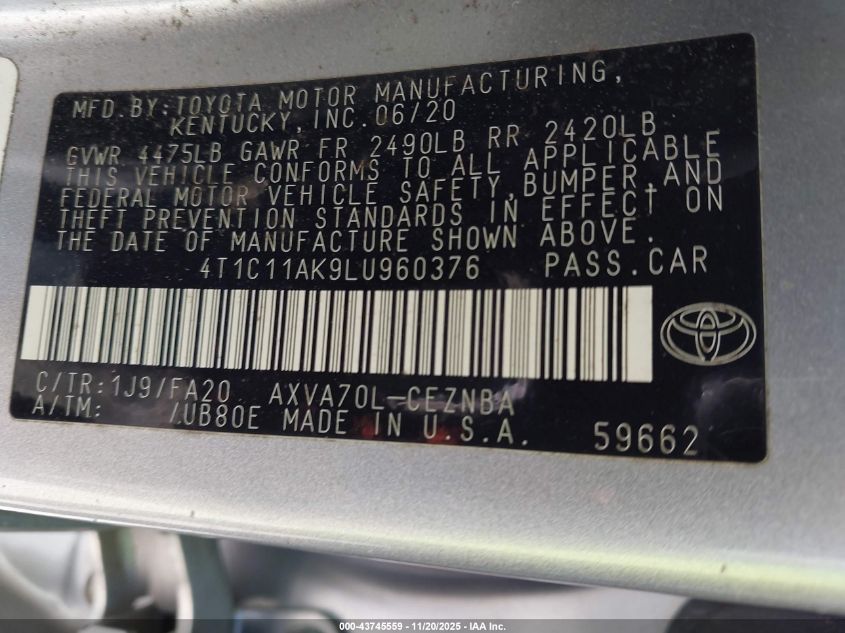 MFD. BY: TOYOTA MOTOR MANUFACTURING,
KENTUCKY, INC. 06/20
GVWR 4475LB GAWR FR 2490LB RR 2420LB
THIS VEHICLE CONFORMS TO ALL APPLICABLE
FEDERAL MOTOR VEHICLE SAFETY, BUMPER, AND
THEFT PREVENTION STANDARDS IN EFFECT ON
THE DATE OF MANUFACTURE SHOWN ABOVE.
4T1C11AK9LU960376 PASS. CAR
C/TR: 1J9/FA20 AXVA70L-CEZNBA
A/TM: /UB80E MADE IN U.S.A. 59662
000-43745559 - 11/20/2025 - IAA Inc.